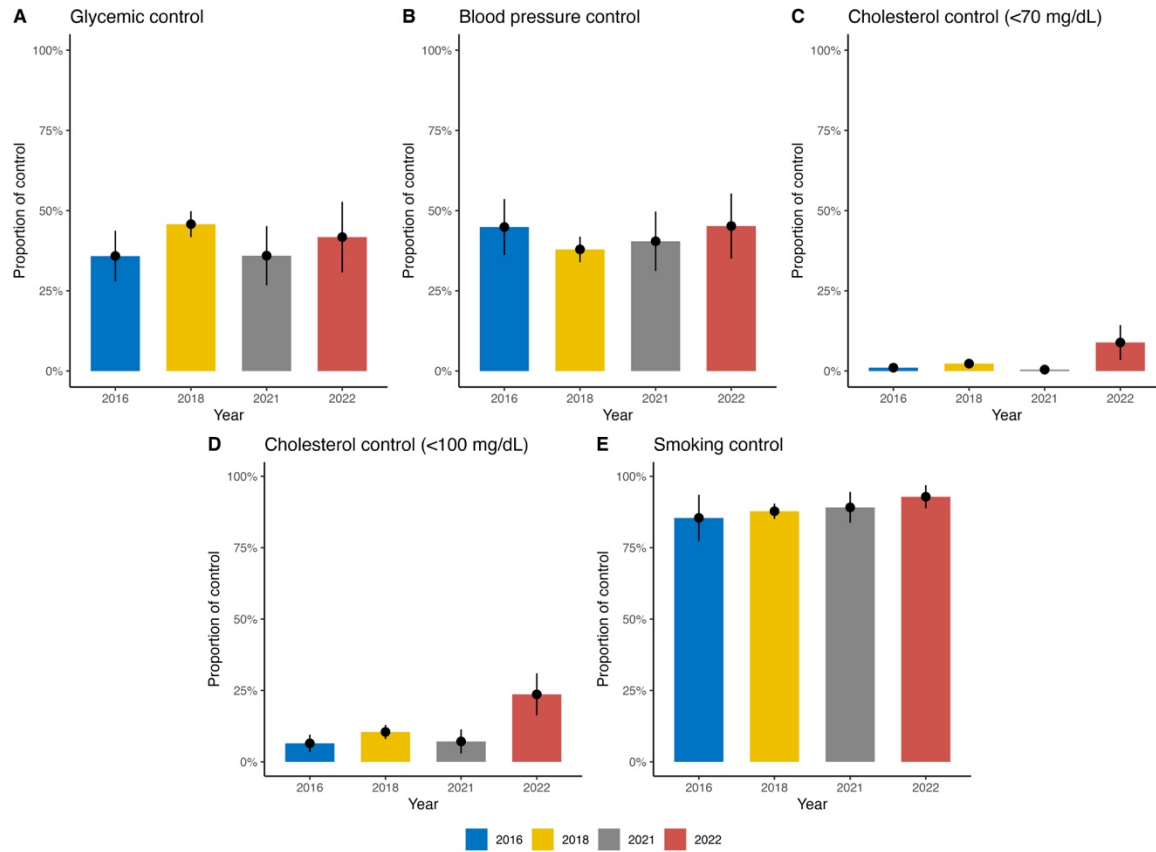 A Glycemic control
100%
75%
50%
25%
0%
Proportion of control
2016 2018 2021 2022
Year
B Blood pressure control
100%
75%
50%
25%
0%
Proportion of control
2016 2018 2021 2022
Year
C Cholesterol control (<70 mg/dL)
100%
75%
50%
25%
0%
Proportion of control
2016 2018 2021 2022
Year
D Cholesterol control (<100 mg/dL)
100%
75%
50%
25%
0%
Proportion of control
2016 2018 2021 2022
Year
E Smoking control
100%
75%
50%
25%
0%
Proportion of control
2016 2018 2021 2022
Year
2016 2018 2021 2022